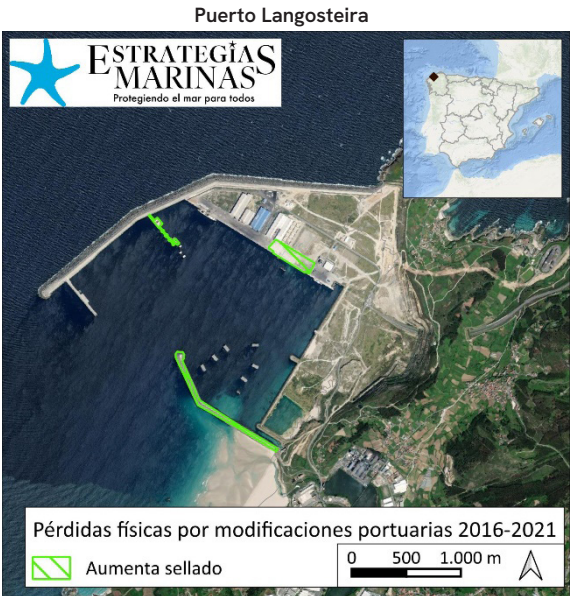 Puerto Langosteira
ESTRATEGIAS
MARINAS
Protegiendo el mar para todos
Pérdidas físicas por modificaciones portuarias 2016-2021
Aumenta sellado
0 500 1.000 m